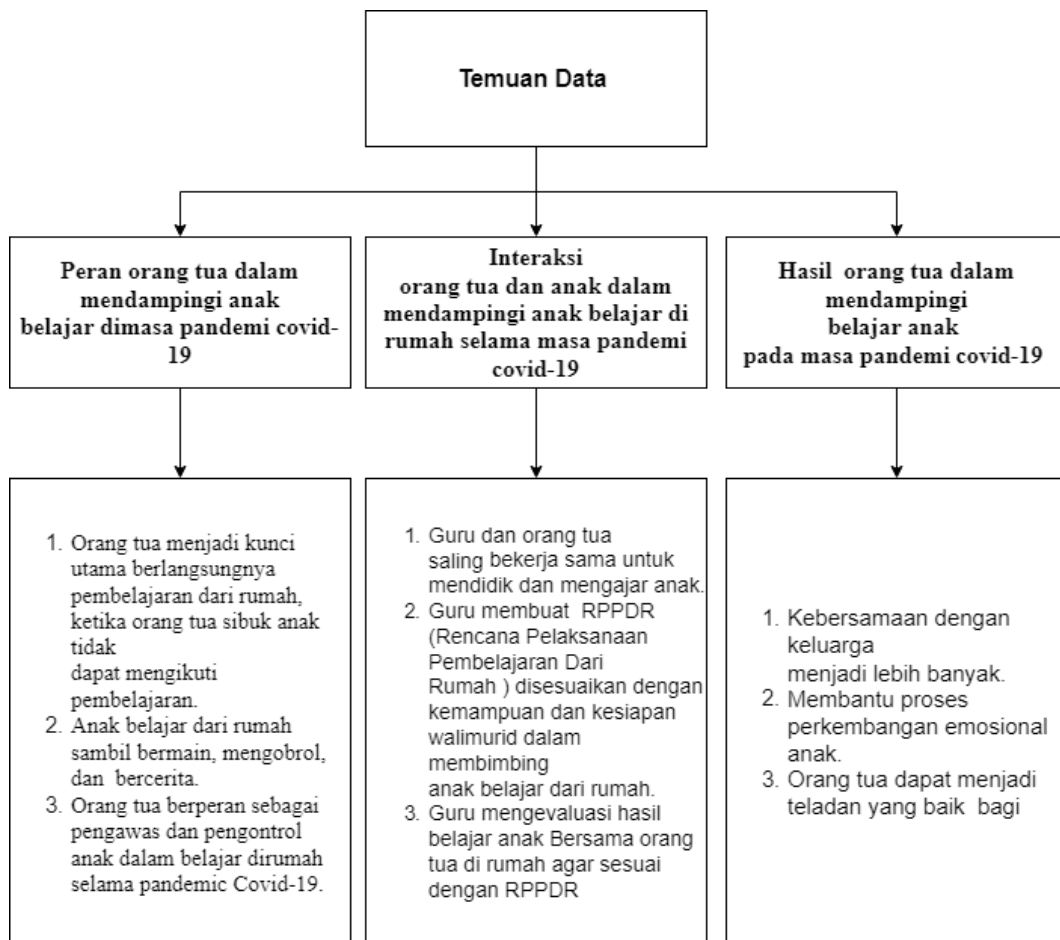 Temuan Data
Peran orang tua dalam
mendampingi anak
belajar dimasa pandemi covid-
19
Interaksi
orang tua dan anak dalam
mendampingi anak belajar di
rumah selama masa pandemi
covid-19
Hasil orang tua dalam
mendampingi
belajar anak
pada masa pandemi covid-19
1. Orang tua menjadi kunci
utama berlangsungnya
pembelajaran dari rumah,
ketika orang tua sibuk anak
tidak
dapat mengikuti
pembelajaran.
2. Anak belajar dari rumah
sambil bermain, mengobrol,
dan bercerita.
3. Orang tua berperan sebagai
pengawas dan pengontrol
anak dalam belajar dirumah
selama pandemic Covid-19.
1. Guru dan orang tua
saling bekerja sama untuk
mendidik dan mengajar anak.
2. Guru membuat RPPDR
(Rencana Pelaksanaan
Pembelajaran Dari
Rumah ) disesuaikan dengan
kemampuan dan kesiapan
walimurid dalam
membimbing
anak belajar dari rumah.
3. Guru mengevaluasi hasil
belajar anak Bersama orang
tua di rumah agar sesuai
dengan RPPDR
1. Kebersamaan dengan
keluarga
menjadi lebih banyak.
2. Membantu proses
perkembangan emosional
anak.
3. Orang tua dapat menjadi
teladan yang baik bagi